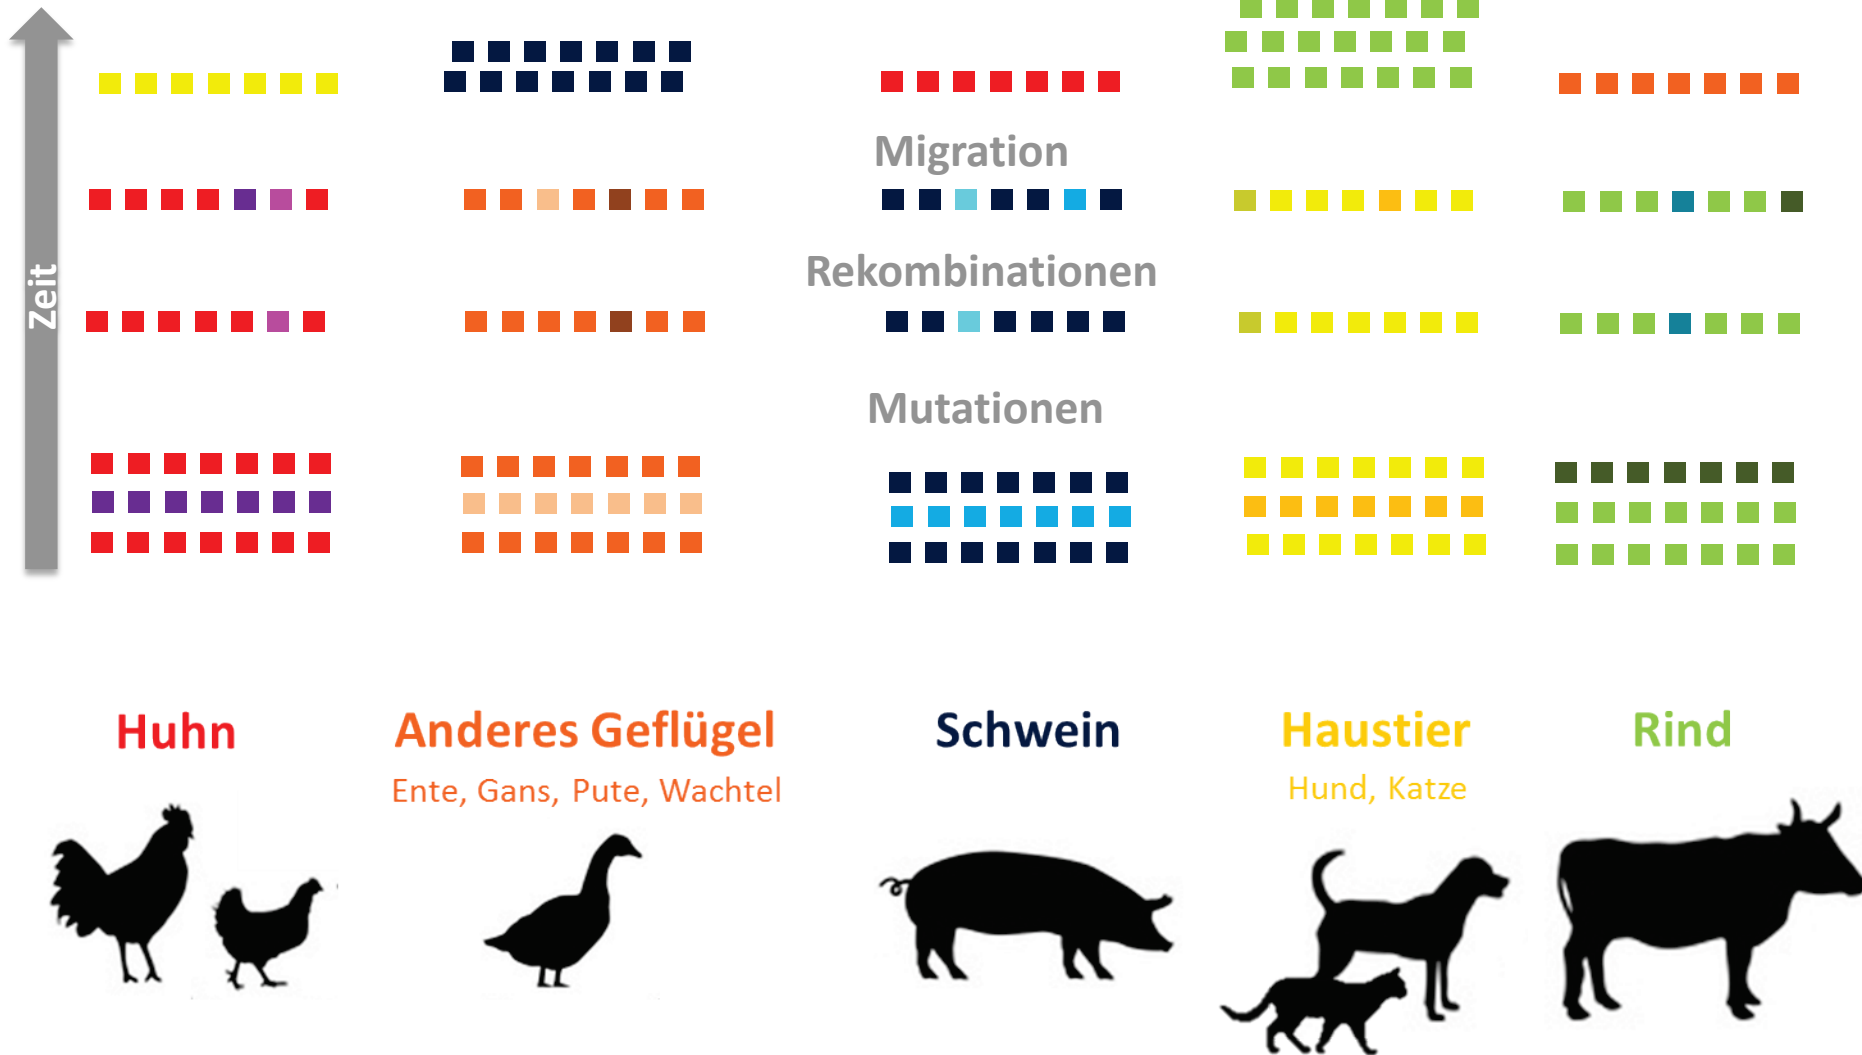 Zeit
Migration
Rekombinationen
Mutationen
Huhn
Anderes Geflügel
Ente, Gans, Pute, Wachtel
Schwein
Haustier
Hund, Katze
Rind